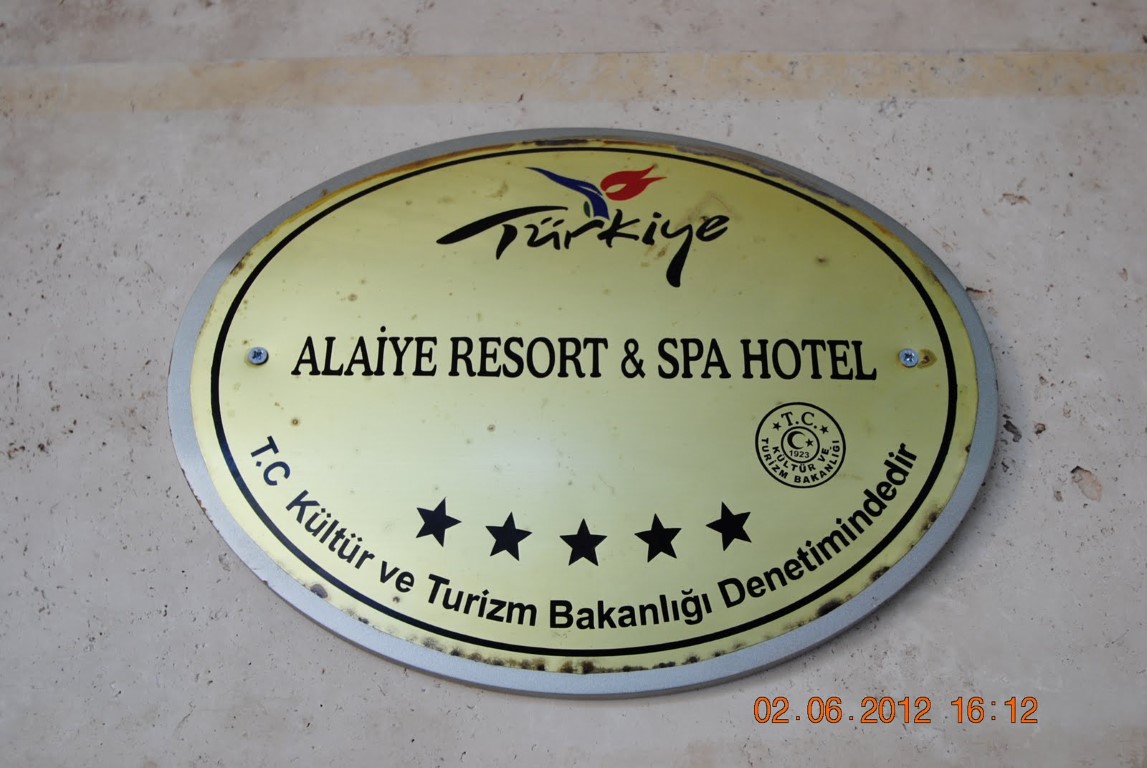 Türkiye
ALAİYE RESORT & SPA HOTEL
T.C.
1923
KÜLTÜR VE
TURİZM BAKANLIĞI
T.C Kültür ve Turizm Bakanlığı Denetimindedir
02.06.2012 16:12